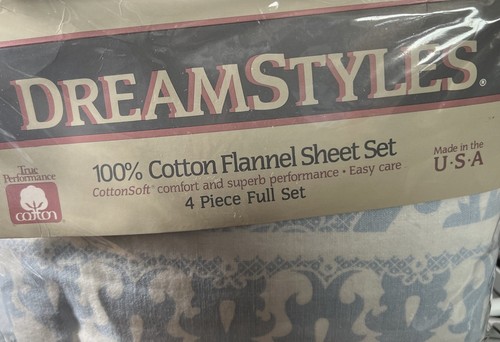 DREAMSTYLES®
100% Cotton Flannel Sheet Set
CottonSoft™ comfort and superb performance • Easy care
4 Piece Full Set
True
Performance
cotton
Made in the
U·S·A